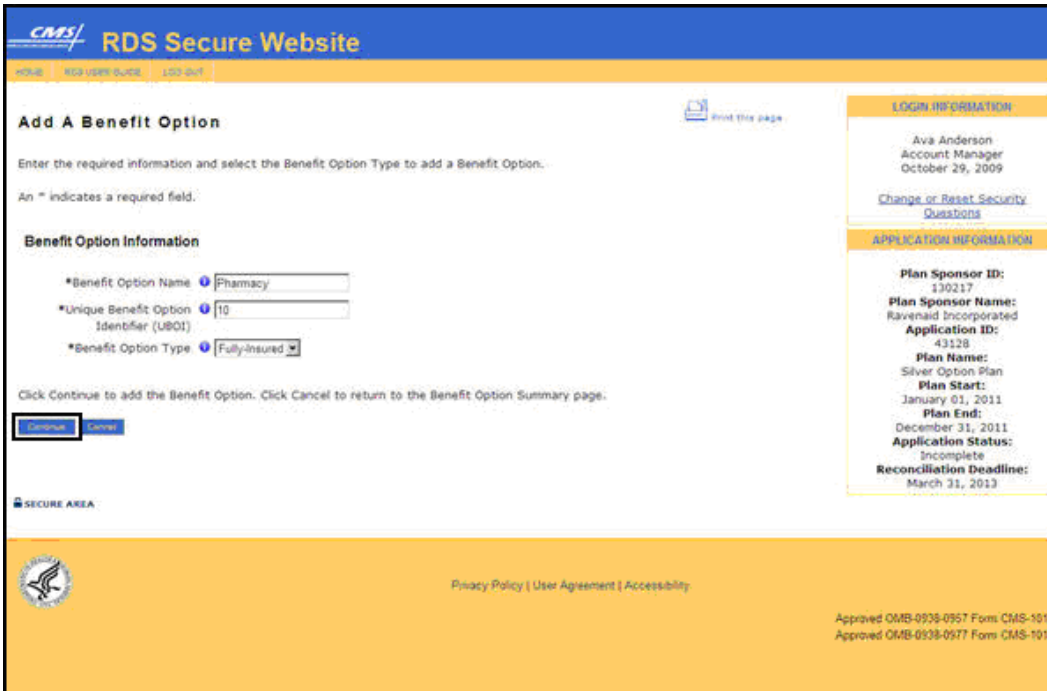 CMS/ RDS Secure Website
HOME RDS USER GUIDE LOG OUT
Add A Benefit Option
Print this page
Enter the required information and select the Benefit Option Type to add a Benefit Option.
An * indicates a required field.
Benefit Option Information
*Benefit Option Name Pharmacy
*Unique Benefit Option 10
Identifier (UBOI)
*Benefit Option Type Fully-Insured
Click Continue to add the Benefit Option. Click Cancel to return to the Benefit Option Summary page.
Continue Cancel
SECURE AREA
LOGIN INFORMATION
Ava Anderson
Account Manager
October 29, 2009
Change or Reset Security
Questions
APPLICATION INFORMATION
Plan Sponsor ID:
130217
Plan Sponsor Name:
Ravenaid Incorporated
Application ID:
43128
Plan Name:
Silver Option Plan
Plan Start:
January 01, 2011
Plan End:
December 31, 2011
Application Status:
Incomplete
Reconciliation Deadline:
March 31, 2013
Privacy Policy | User Agreement | Accessibility
Approved OMB-0938-0957 Form CMS-101
Approved OMB-0938-0977 Form CMS-101